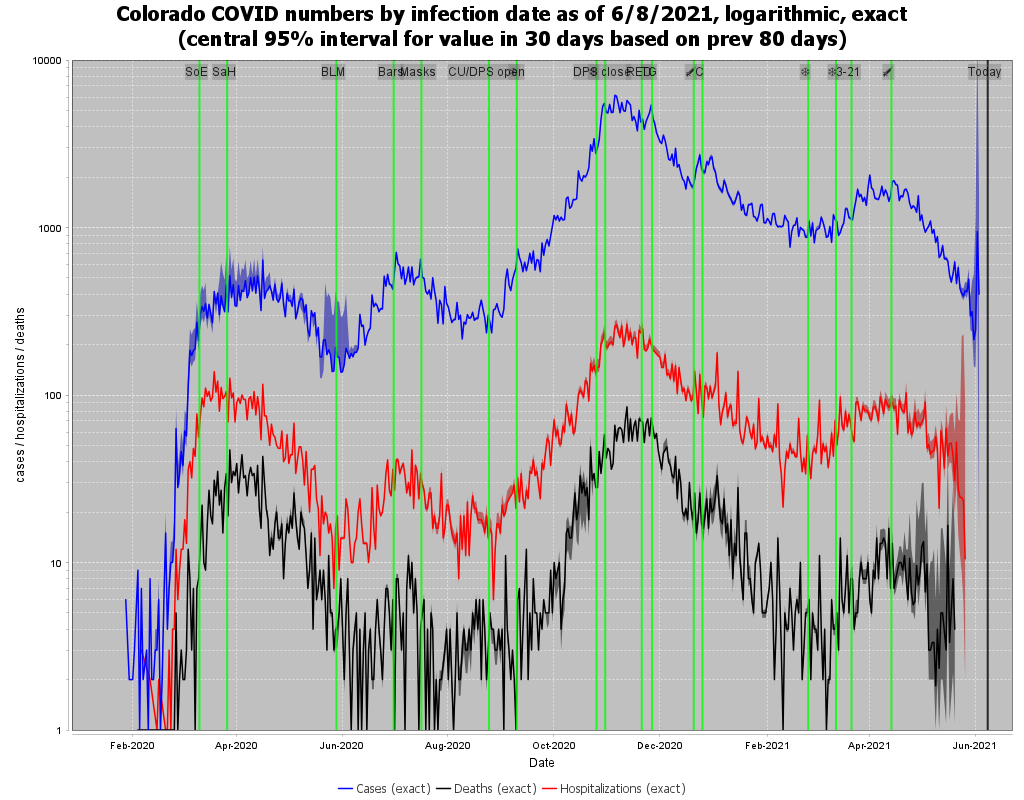 Colorado COVID numbers by infection date as of 6/8/2021, logarithmic, exact
(central 95% interval for value in 30 days based on prev 80 days)
10000
1000
100
10
1
cases / hospitalizations / deaths
SoE SaH BLM Bars Masks CU/DPS open DPS close RED C 3-21 Today
Feb-2020 Apr-2020 Jun-2020 Aug-2020 Oct-2020 Dec-2020 Feb-2021 Apr-2021 Jun-2021
Date
Cases (exact) Deaths (exact) Hospitalizations (exact)